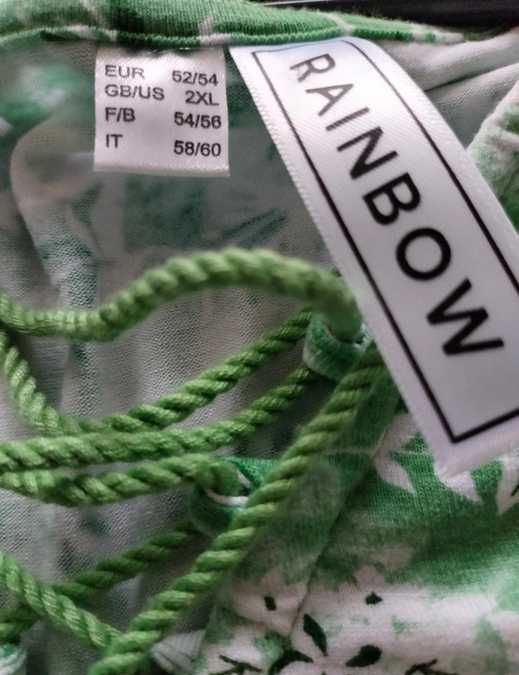 EUR 52/54
GB/US 2XL
F/B 54/56
IT 58/60
RAINBOW